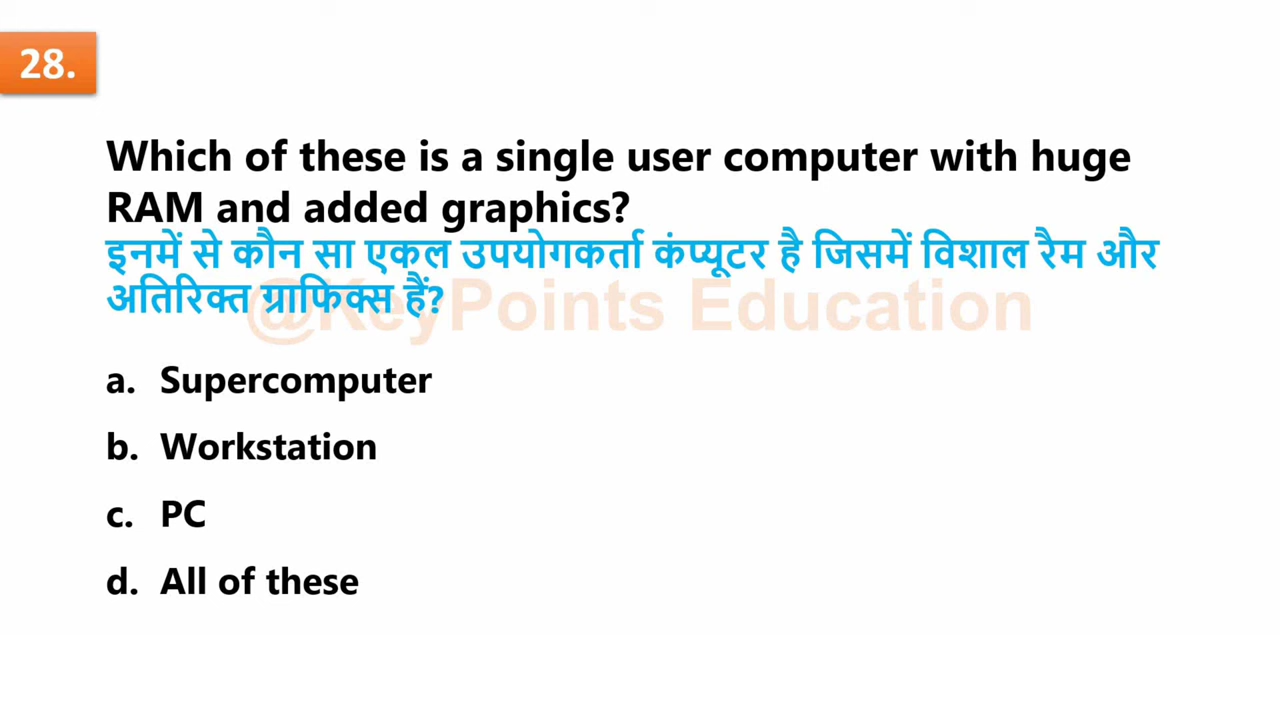 28.
Which of these is a single user computer with huge
RAM and added graphics?
इनमें से कौन सा एकल उपयोगकर्ता कंप्यूटर है जिसमें विशाल रैम और
अतिरिक्त ग्राफिक्स हैं?
@KeyPoints Education
a. Supercomputer
b. Workstation
c. PC
d. All of these